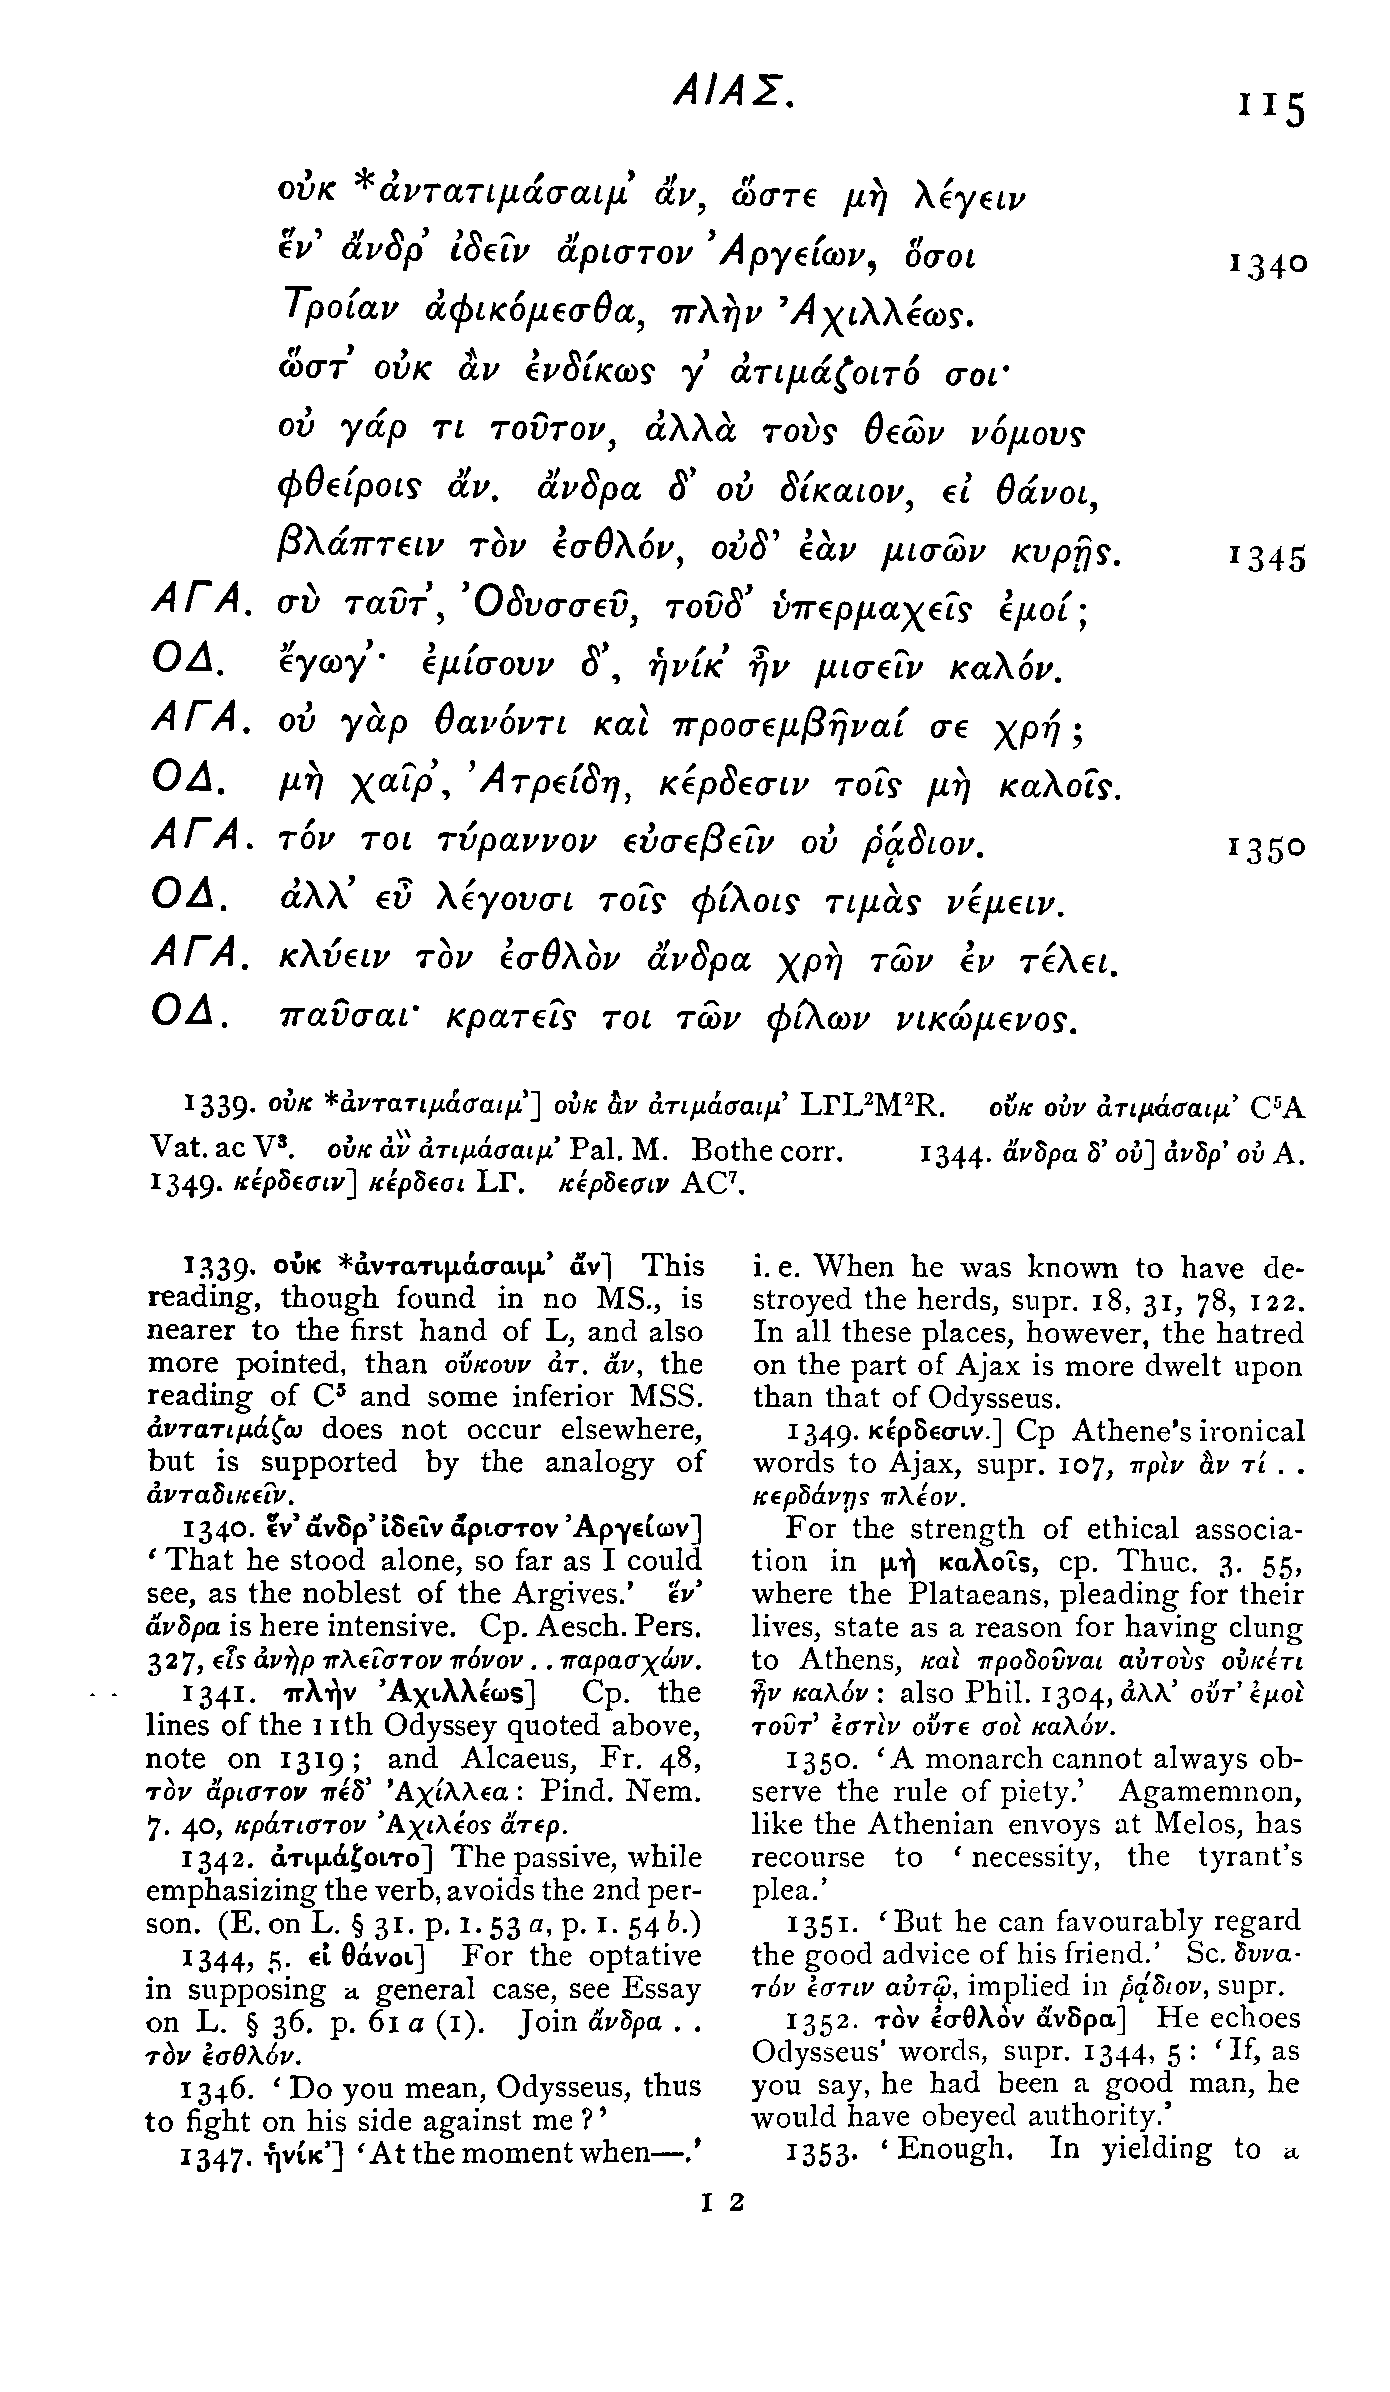 ΑΙΑΣ.
115
οὐκ *ἀντατιμάσαιμ' ἄν, ὥστε μὴ λέγειν
ἕν' ἄνδρ' ἰδεῖν ἄριστον Ἀργείων, ὅσοι 1340
Τροίαν ἀφικόμεσθα, πλὴν Ἀχιλλέως.
ὥστ' οὐκ ἂν ἐνδίκως γ' ἀτιμάζοιτό σοι·
οὐ γάρ τι τοῦτον, ἀλλὰ τοὺς θεῶν νόμους
φθείροις ἄν. ἄνδρα δ' οὐ δίκαιον, εἰ θάνοι,
βλάπτειν τὸν ἐσθλόν, οὐδ' ἐὰν μισῶν κυρῇς. 1345
ΑΓΑ. σὺ ταῦτ', Ὀδυσσεῦ, τοῦδ' ὑπερμαχεῖς ἐμοί;
ΟΔ. ἔγωγ'· ἐμίσουν δ', ἡνίκ' ἦν μισεῖν καλόν.
ΑΓΑ. οὐ γὰρ θανόντι καὶ προσεμβῆναί σε χρή;
ΟΔ. μὴ χαῖρ', Ἀτρείδη, κέρδεσιν τοῖς μὴ καλοῖς.
ΑΓΑ. τόν τοι τύραννον εὐσεβεῖν οὐ ῥᾴδιον. 1350
ΟΔ. ἀλλ' εὖ λέγουσι τοῖς φίλοις τιμὰς νέμειν.
ΑΓΑ. κλύειν τὸν ἐσθλὸν ἄνδρα χρὴ τῶν ἐν τέλει.
ΟΔ. παῦσαι· κρατεῖς τοι τῶν φίλων νικώμενος.
1339. οὐκ *ἀντατιμάσαιμ'] οὐκ ἂν ἀτιμάσαιμ' LΓL²M²R. οὔκ οὐν ἀτιμάσαιμ' C⁵A
Vat. ac V³. οὐκ ἀν̏ ἀτιμάσαιμ' Pal. M. Bothe corr. 1344. ἄνδρα δ' οὐ] ἀνδρ' οὐ A.
1349. κέρδεσιν] κέρδεσι LΓ. κέρδεσιν AC⁷.
1339. οὐκ *ἀντατιμάσαιμ' ἄν] This
reading, though found in no MS., is
nearer to the first hand of L, and also
more pointed, than οὔκουν ἀτ. ἄν, the
reading of C⁵ and some inferior MSS.
ἀντατιμάζω does not occur elsewhere,
but is supported by the analogy of
ἀνταδικεῖν.
1340. ἕν' ἄνδρ' ἰδεῖν ἄριστον Ἀργείων]
'That he stood alone, so far as I could
see, as the noblest of the Argives.' ἕν'
ἄνδρα is here intensive. Cp. Aesch. Pers.
327, εἷς ἀνὴρ πλεῖστον πόνον . . παρασχών.
1341. πλὴν Ἀχιλλέως] Cp. the
lines of the 11th Odyssey quoted above,
note on 1319; and Alcaeus, Fr. 48,
τὸν ἄριστον πέδ' Ἀχίλλεα: Pind. Nem.
7. 40, κράτιστον Ἀχιλέος ἄτερ.
1342. ἀτιμάζοιτο] The passive, while
emphasizing the verb, avoids the 2nd per-
son. (E. on L. § 31. p. 1. 53 a, p. 1. 54 b.)
1344, 5. εἰ θάνοι] For the optative
in supposing a general case, see Essay
on L. § 36. p. 61 a (1). Join ἄνδρα . .
τὸν ἐσθλόν.
1346. 'Do you mean, Odysseus, thus
to fight on his side against me?'
1347. ἡνίκ'] 'At the moment when—.'
i. e. When he was known to have de-
stroyed the herds, supr. 18, 31, 78, 122.
In all these places, however, the hatred
on the part of Ajax is more dwelt upon
than that of Odysseus.
1349. κέρδεσιν.] Cp Athene's ironical
words to Ajax, supr. 107, πρὶν ἂν τί . .
κερδάνῃς πλέον.
For the strength of ethical associa-
tion in μὴ καλοῖς, cp. Thuc. 3. 55,
where the Plataeans, pleading for their
lives, state as a reason for having clung
to Athens, καὶ προδοῦναι αὐτοὺς οὐκέτι
ἦν καλόν: also Phil. 1304, ἀλλ' οὔτ' ἐμοὶ
τοῦτ' ἐστὶν οὔτε σοὶ καλόν.
1350. 'A monarch cannot always ob-
serve the rule of piety.' Agamemnon,
like the Athenian envoys at Melos, has
recourse to 'necessity, the tyrant's
plea.'
1351. 'But he can favourably regard
the good advice of his friend.' Sc. δυνα-
τόν ἐστιν αὐτῷ, implied in ῥᾴδιον, supr.
1352. τὸν ἐσθλὸν ἄνδρα] He echoes
Odysseus' words, supr. 1344, 5: 'If, as
you say, he had been a good man, he
would have obeyed authority.'
1353. 'Enough. In yielding to a
I 2